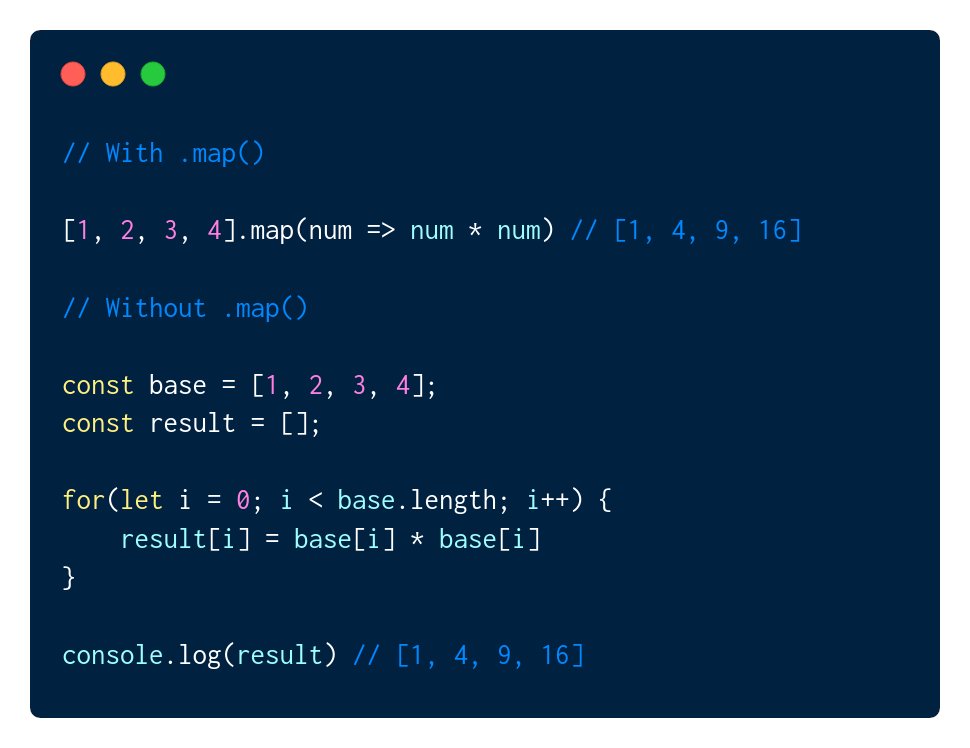 // With .map()
[1, 2, 3, 4].map(num => num * num) // [1, 4, 9, 16]
// Without .map()
const base = [1, 2, 3, 4];
const result = [];
for(let i = 0; i < base.length; i++) {
    result[i] = base[i] * base[i]
}
console.log(result) // [1, 4, 9, 16]